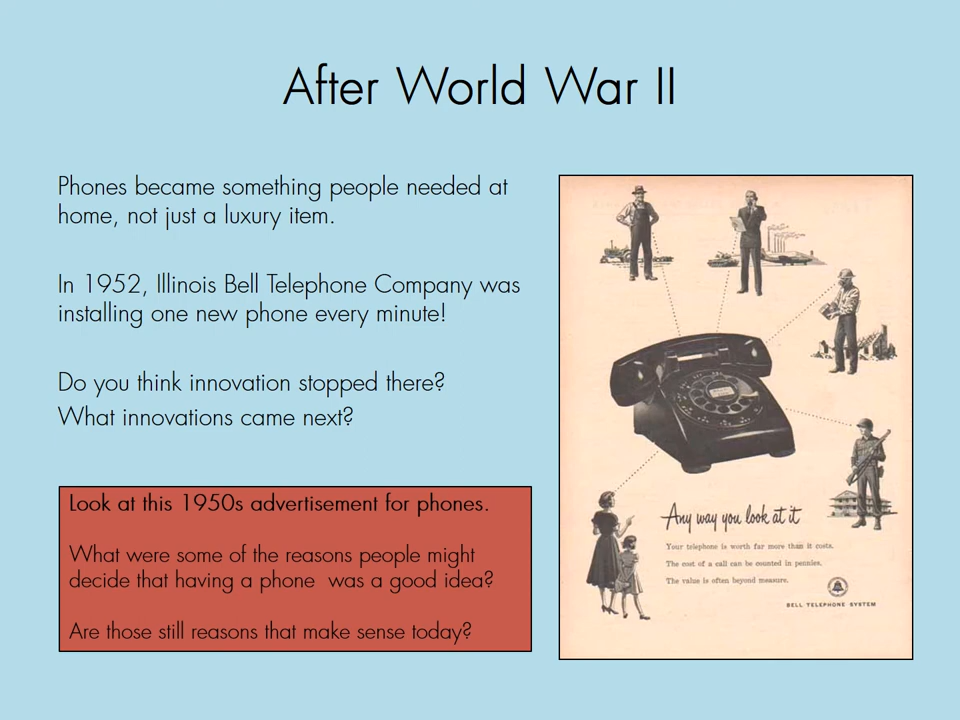 After World War II
Phones became something people needed at
home, not just a luxury item.
In 1952, Illinois Bell Telephone Company was
installing one new phone every minute!
Do you think innovation stopped there?
What innovations came next?
Look at this 1950s advertisement for phones.
What were some of the reasons people might
decide that having a phone  was a good idea?
Are those still reasons that make sense today?
Any way you look at it
Your telephone is worth far more than it costs.
The cost of a call can be counted in pennies.
The value is often beyond measure.
BELL TELEPHONE SYSTEM